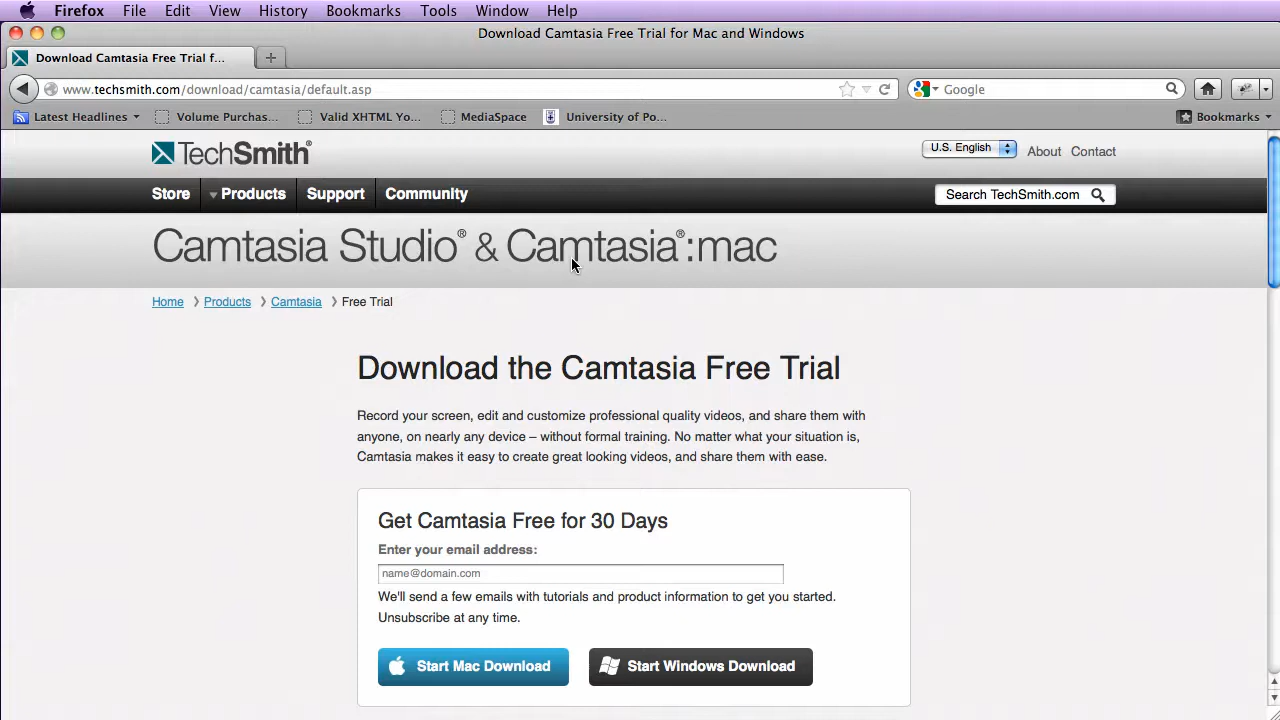 Firefox File Edit View History Bookmarks Tools Window Help
Download Camtasia Free Trial for Mac and Windows
Download Camtasia Free Trial f...
www.techsmith.com/download/camtasia/default.asp
Google
Latest Headlines
Volume Purchas...
Valid XHTML Yo...
MediaSpace
University of Po...
Bookmarks
TechSmith®
U.S. English
About Contact
Store Products Support Community
Search TechSmith.com
Camtasia Studio® & Camtasia®:mac
Home Products Camtasia Free Trial
Download the Camtasia Free Trial
Record your screen, edit and customize professional quality videos, and share them with
anyone, on nearly any device – without formal training. No matter what your situation is,
Camtasia makes it easy to create great looking videos, and share them with ease.
Get Camtasia Free for 30 Days
Enter your email address:
name@domain.com
We'll send a few emails with tutorials and product information to get you started.
Unsubscribe at any time.
Start Mac Download
Start Windows Download